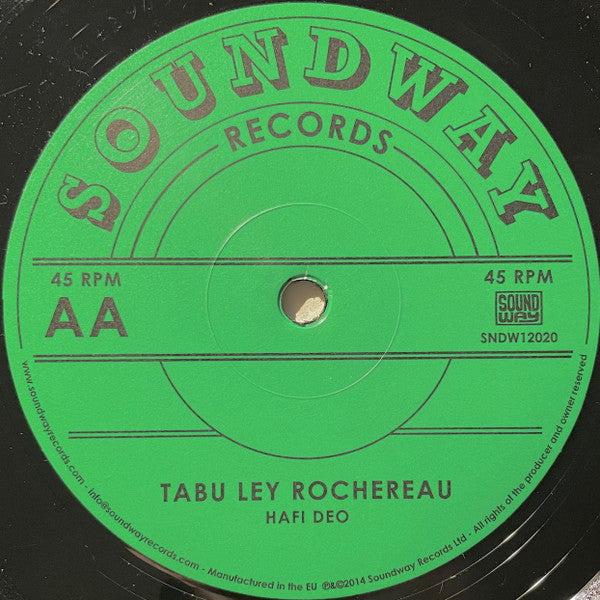 SOUNDWAY
RECORDS
45 RPM
AA
45 RPM
SOUND
WAY
SNDW12020
TABU LEY ROCHEREAU
HAFI DEO
www.soundwayrecords.com - info@soundwayrecords.com - Manufactured in the EU ℗&©2014 Soundway Records Ltd - All rights of the producer and owner reserved